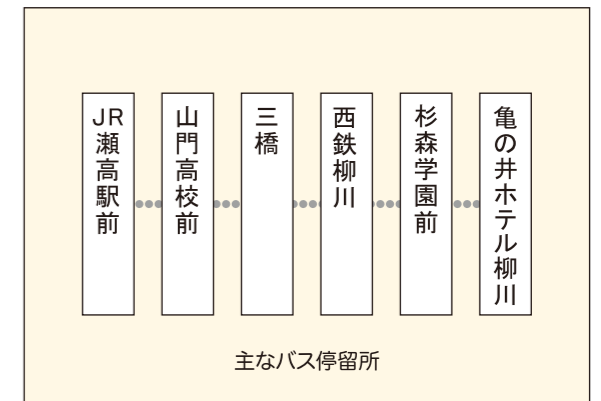 JR瀬高駅前
山門高校前
三橋
西鉄柳川
杉森学園前
亀の井ホテル柳川
主なバス停留所